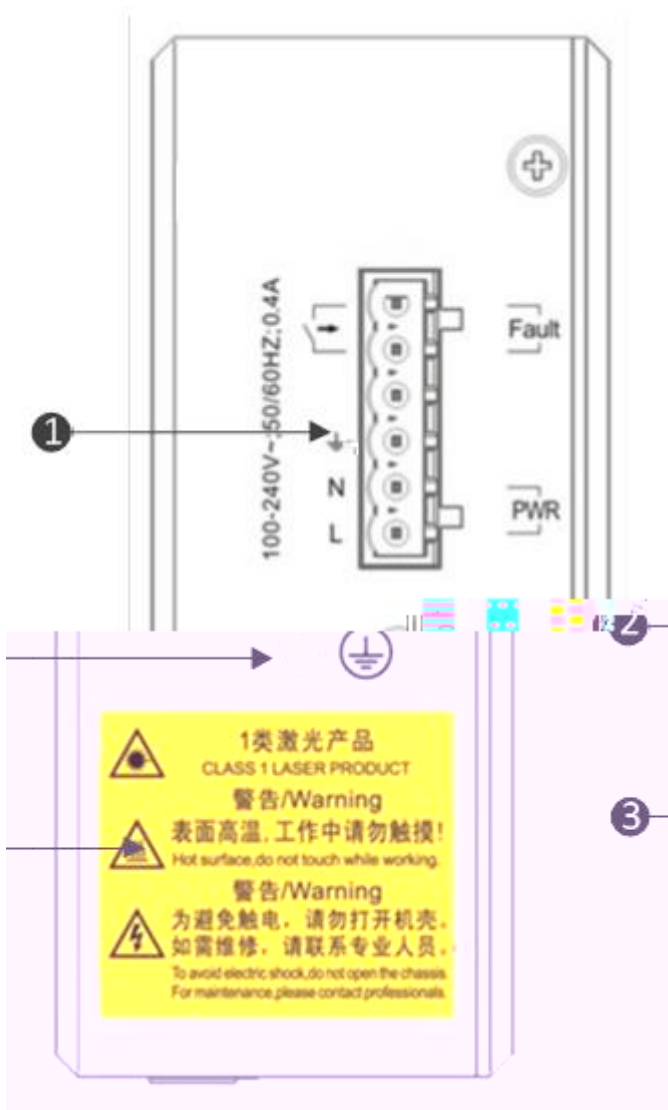 100-240V~;50/60HZ;0.4A
Fault
1
N
PWR
L
2
1类激光产品
CLASS 1 LASER PRODUCT
警告/Warning
3
表面高温,工作中请勿触摸!
Hot surface,do not touch while working.
警告/Warning
为避免触电，请勿打开机壳。
如需维修，请联系专业人员。
To avoid electric shock,do not open the chassis.
For maintenance,please contact professionals.